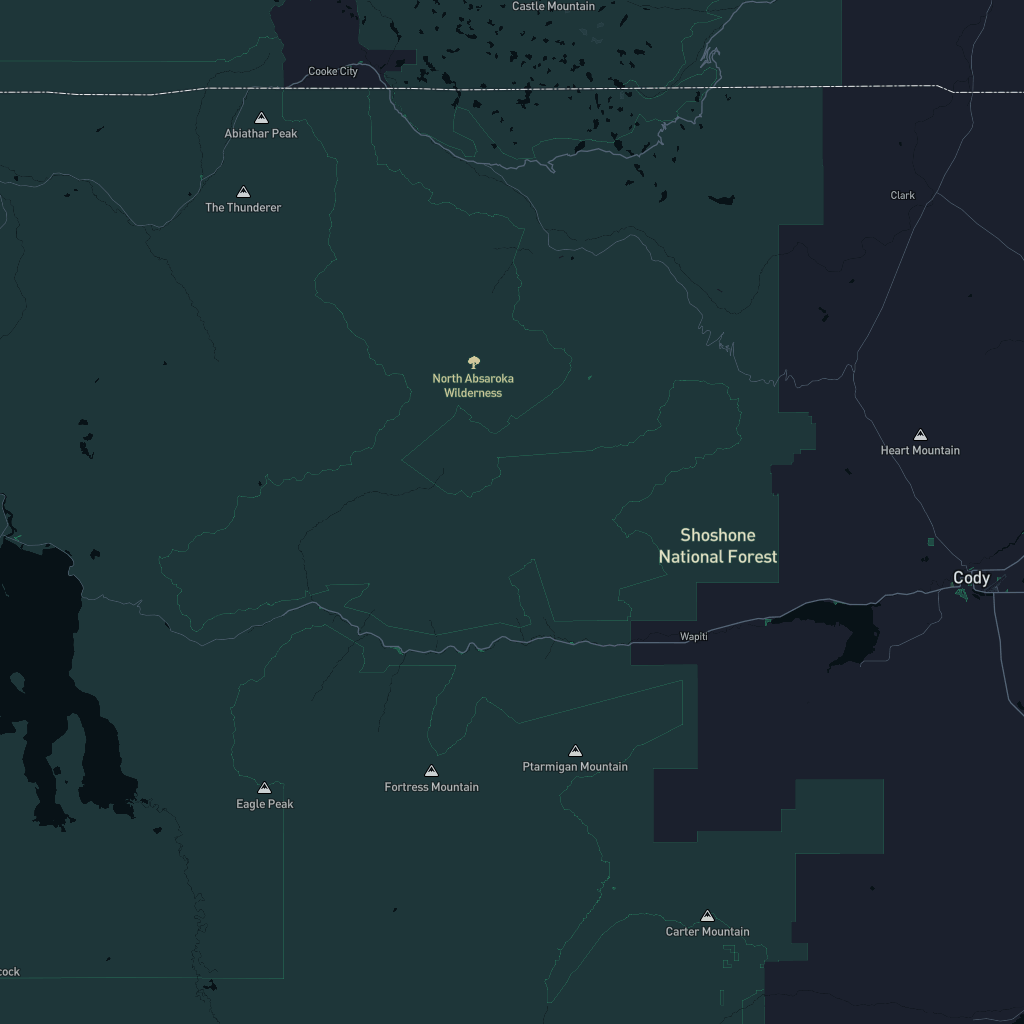 Castle Mountain
Cooke City
Abiathar Peak
The Thunderer
Clark
North Absaroka
Wilderness
Heart Mountain
Shoshone
National Forest
Cody
Wapiti
Ptarmigan Mountain
Fortress Mountain
Eagle Peak
Carter Mountain
cock